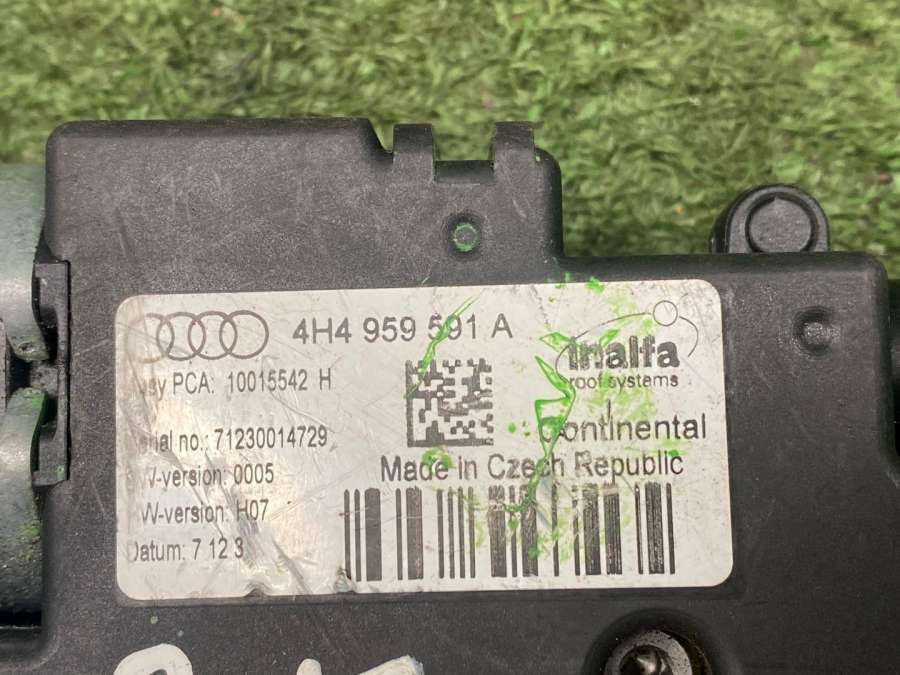 4H4 959 591 A
inalfa
roof systems
PCA: 10015542 H
Continental
no.: 71230014729
Made in Czech Republic
-version: 0005
-version: H07
Datum: 7 12 3